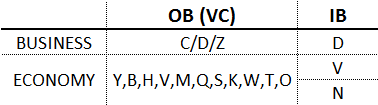 OB (VC) IB
BUSINESS C/D/Z D
ECONOMY Y,B,H,V,M,Q,S,K,W,T,O V
N